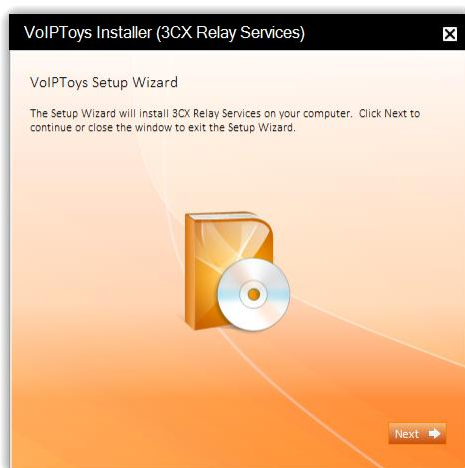 VoIPToys Installer (3CX Relay Services)
VoIPToys Setup Wizard
The Setup Wizard will install 3CX Relay Services on your computer.  Click Next to
continue or close the window to exit the Setup Wizard.
Next